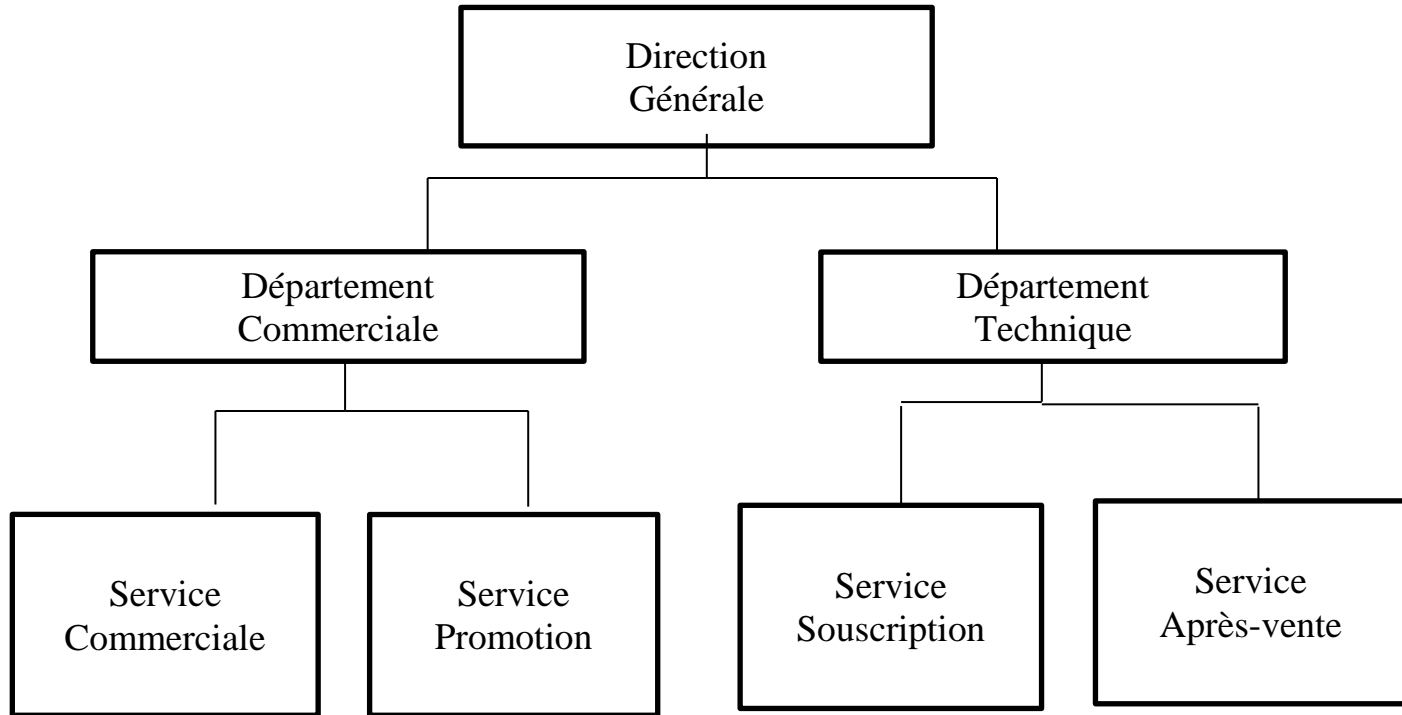 Direction
Générale
Département
Commerciale
Département
Technique
Service
Commerciale
Service
Promotion
Service
Souscription
Service
Après-vente